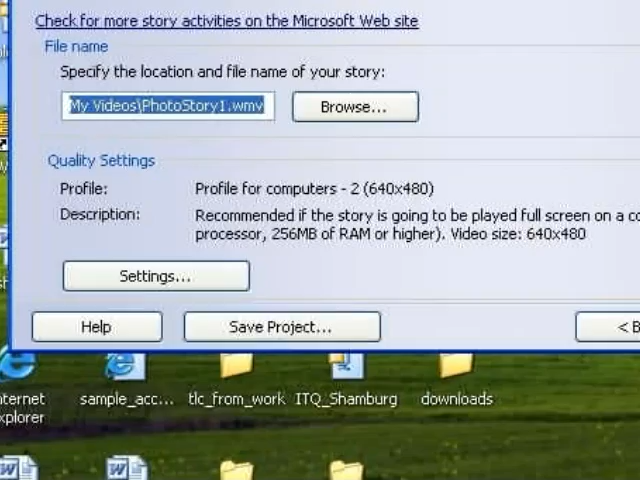 Check for more story activities on the Microsoft Web site
File name
Specify the location and file name of your story:
My Videos\PhotoStory1.wmv
Browse...
Quality Settings
Profile: Profile for computers - 2 (640x480)
Description: Recommended if the story is going to be played full screen on a
processor, 256MB of RAM or higher). Video size: 640x480
Settings...
Help Save Project... < B
nternet
xplorer
sample_acc... tlc_from_work ITQ_Shamburg downloads